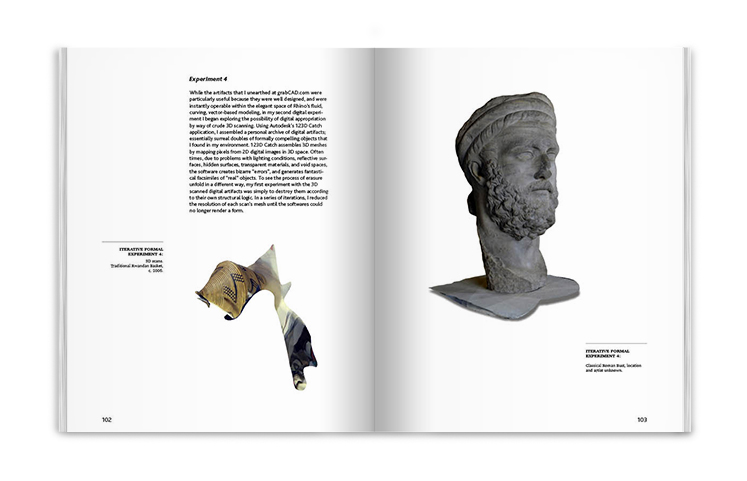 Experiment 4
While the artifacts that I unearthed at grabCAD.com were
particularly useful because they were well designed, and were
instantly operable within the elegant space of Rhino's fluid,
curving, vector-based modeling, in my second digital experi-
ment I began exploring the possibility of digital appropriation
by way of crude 3D scanning. Using Autodesk's 123D Catch
application, I assembled a personal archive of digital artifacts;
essentially surreal doubles of formally compelling objects that
I found in my environment. 123D Catch assembles 3D meshes
by mapping pixels from 2D digital images in 3D space. Often
times, due to problems with lighting conditions, reflective sur-
faces, hidden surfaces, transparent materials, and void spaces,
the software creates bizarre "errors", and generates fantasti-
cal facsimiles of "real" objects. To see the process of erasure
unfold in a different way, my first experiment with the 3D
scanned digital artifacts was simply to destroy them according
to their own structural logic. In a series of iterations, I reduced
the resolution of each scan's mesh until the softwares could
no longer render a form.
ITERATIVE FORMAL
EXPERIMENT 4:
3D scans.
Traditional Rwandan Basket,
c. 2008.
102
ITERATIVE FORMAL
EXPERIMENT 4:
Classical Roman Bust, location
and artist unknown.
103